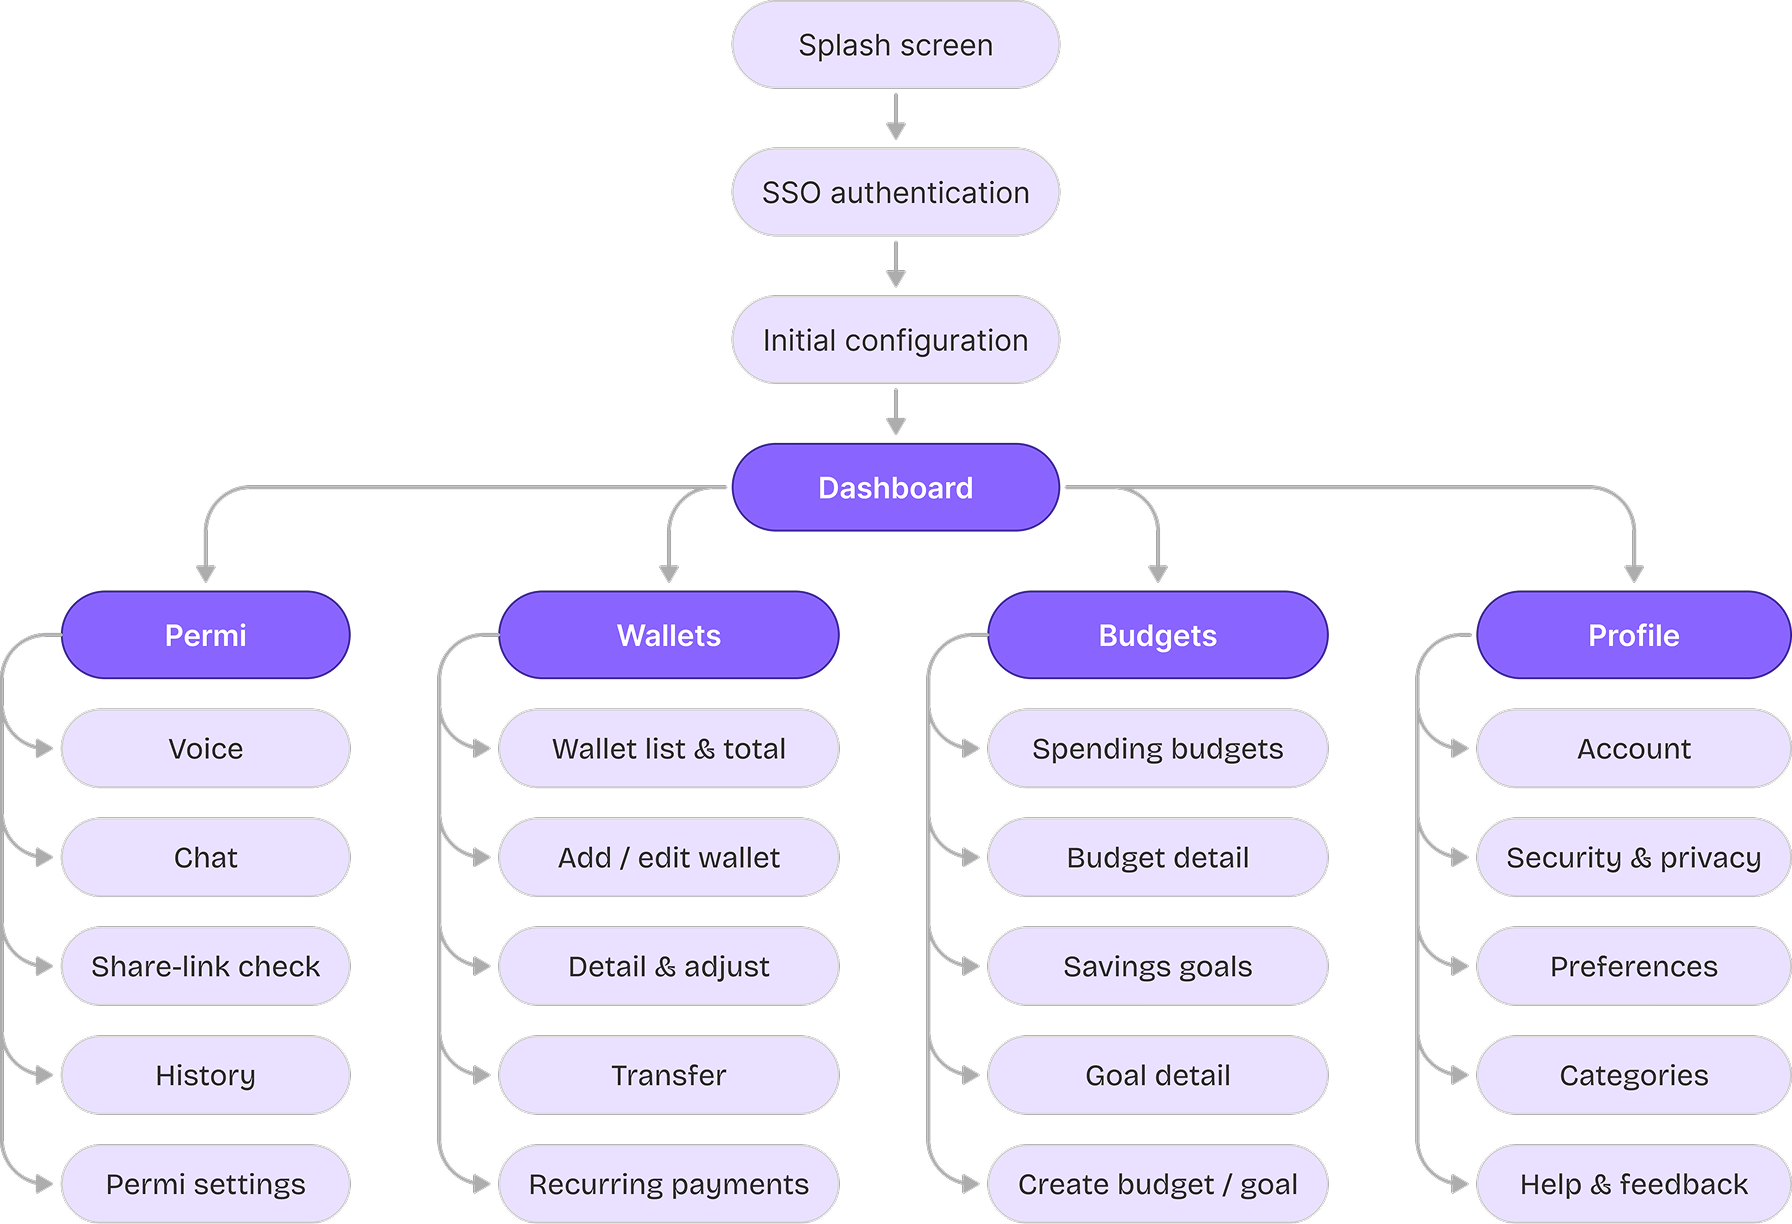 Splash screen
SSO authentication
Initial configuration
Dashboard
Permi
Voice
Chat
Share-link check
History
Permi settings
Wallets
Wallet list & total
Add / edit wallet
Detail & adjust
Transfer
Recurring payments
Budgets
Spending budgets
Budget detail
Savings goals
Goal detail
Create budget / goal
Profile
Account
Security & privacy
Preferences
Categories
Help & feedback